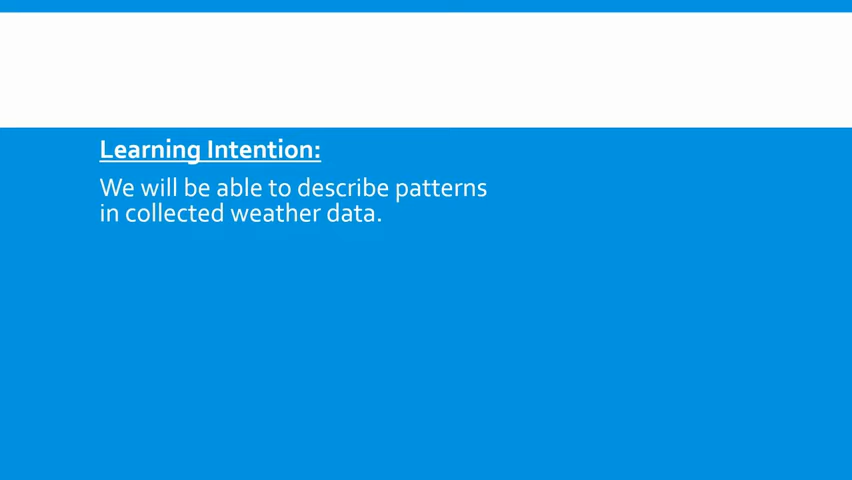 Learning Intention:
We will be able to describe patterns
in collected weather data.